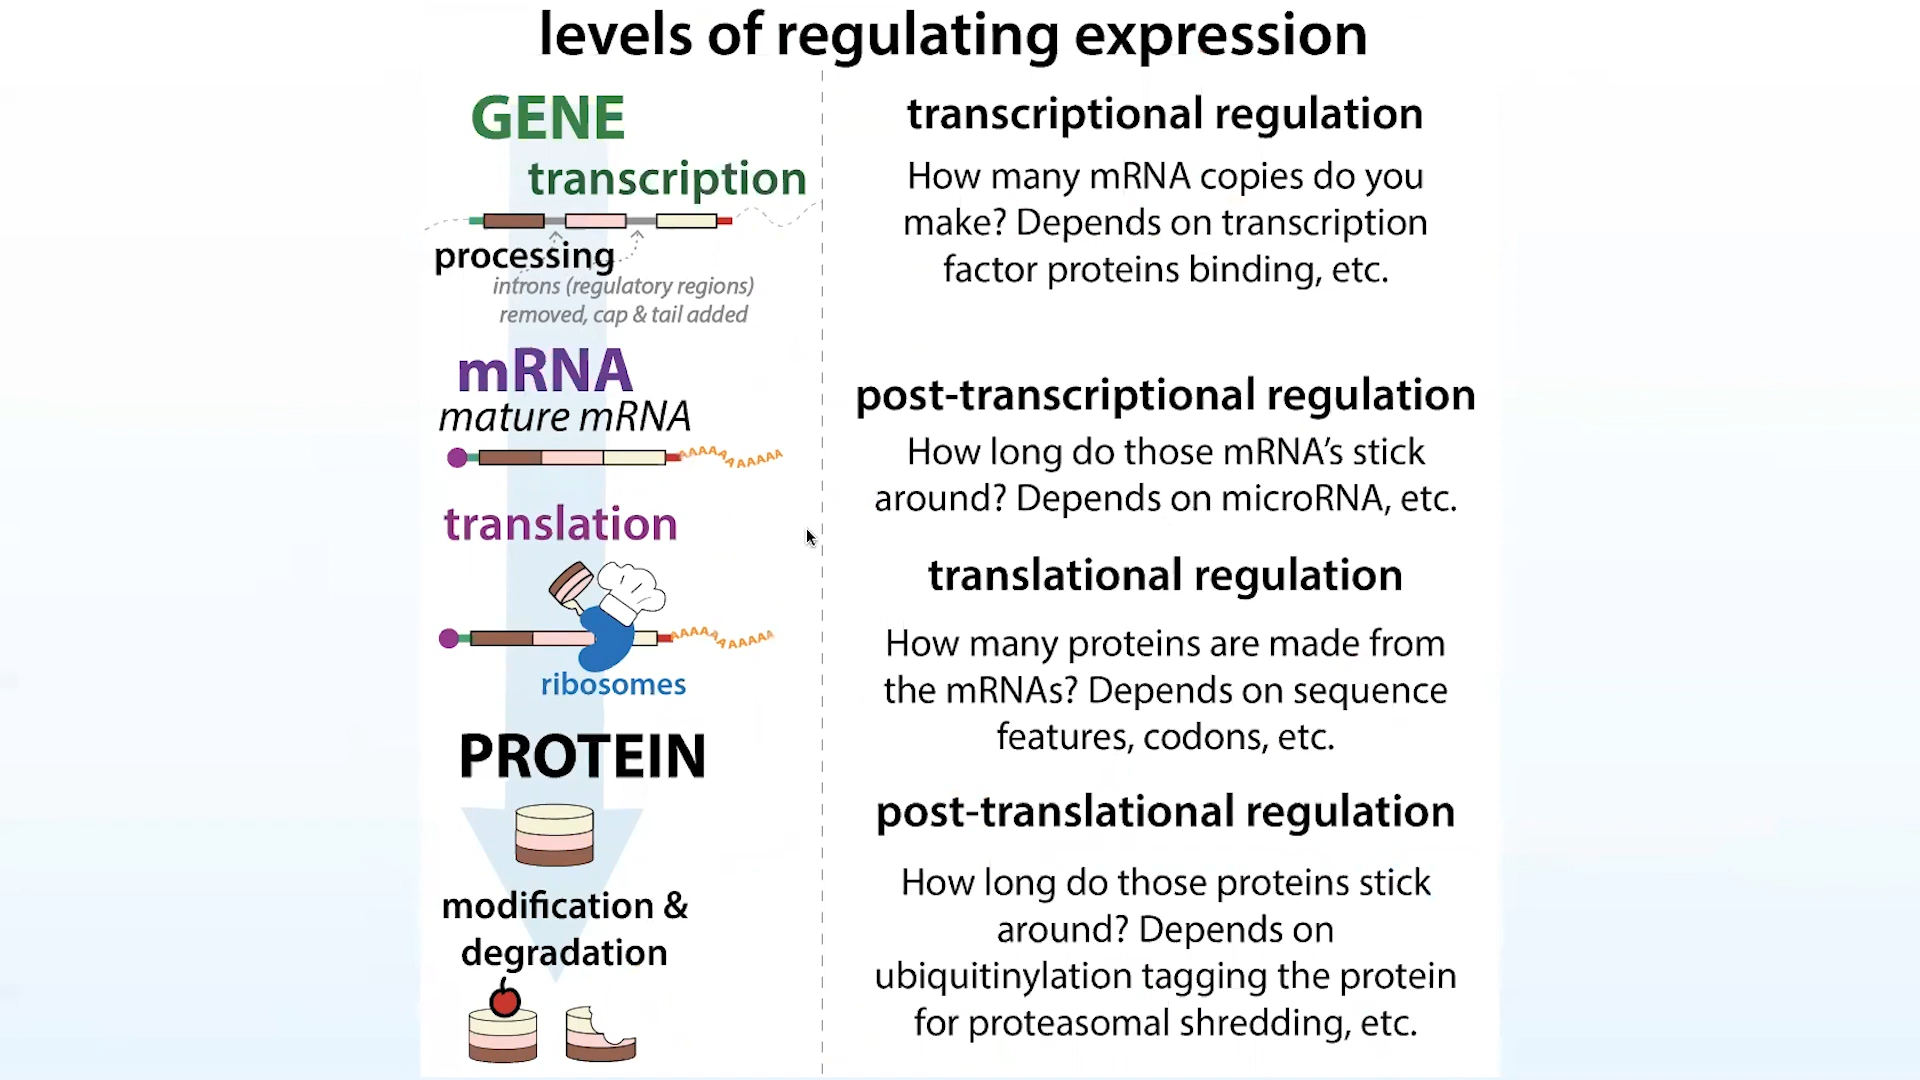 levels of regulating expression
GENE
transcription
processing
introns (regulatory regions)
removed, cap & tail added
mRNA
mature mRNA
AAAAAAAAAAA
translation
AAAAAAAAAAA
ribosomes
PROTEIN
modification &
degradation
transcriptional regulation
How many mRNA copies do you
make? Depends on transcription
factor proteins binding, etc.
post-transcriptional regulation
How long do those mRNA’s stick
around? Depends on microRNA, etc.
translational regulation
How many proteins are made from
the mRNAs? Depends on sequence
features, codons, etc.
post-translational regulation
How long do those proteins stick
around? Depends on
ubiquitinylation tagging the protein
for proteasomal shredding, etc.